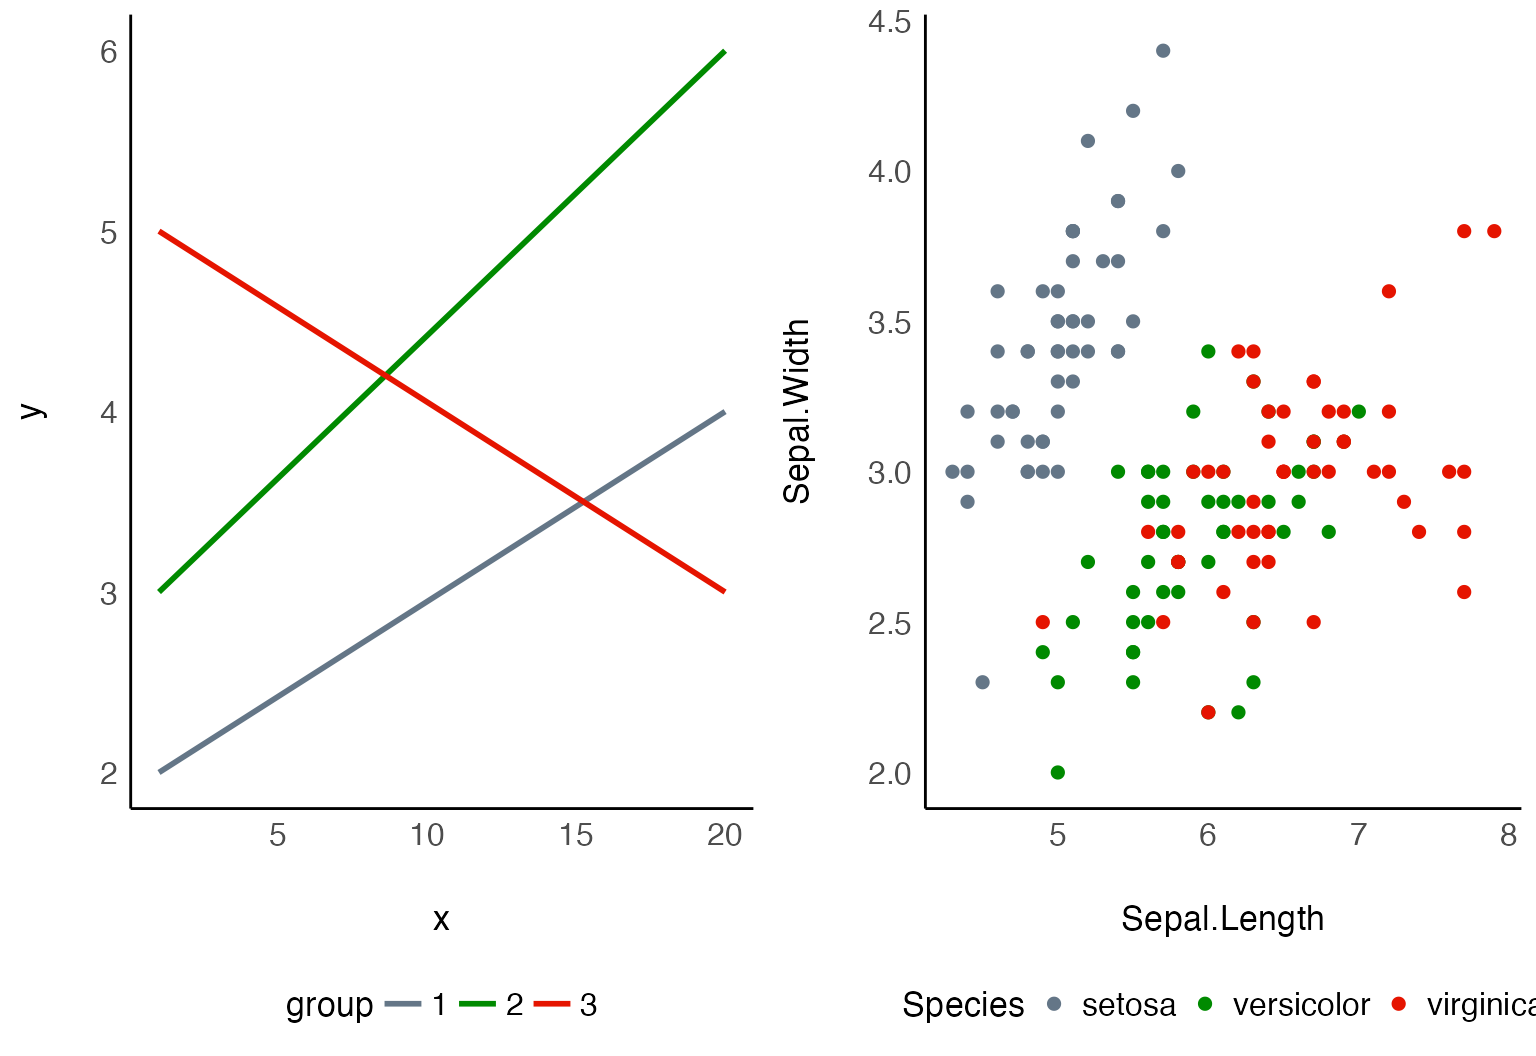 6
5
4
3
2
y
5 10 15 20
x
group 1 2 3
4.5
4.0
3.5
3.0
2.5
2.0
Sepal.Width
5 6 7 8
Sepal.Length
Species setosa versicolor virginica